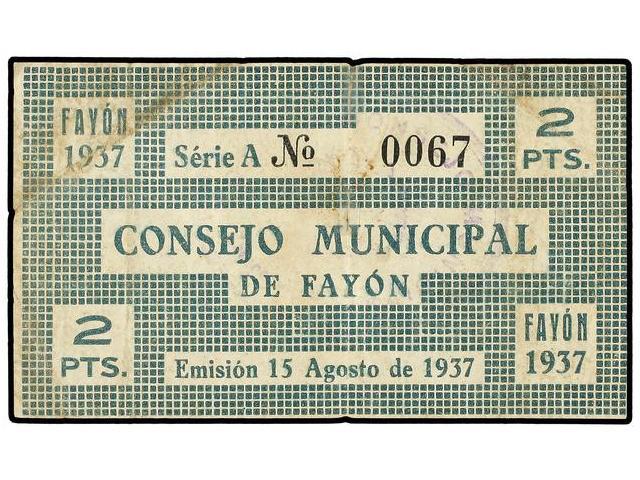 FAYÓN
1937
Série A № 0067
2
PTS.
CONSEJO MUNICIPAL
DE FAYÓN
2
PTS.
Emisión 15 Agosto de 1937
FAYÓN
1937